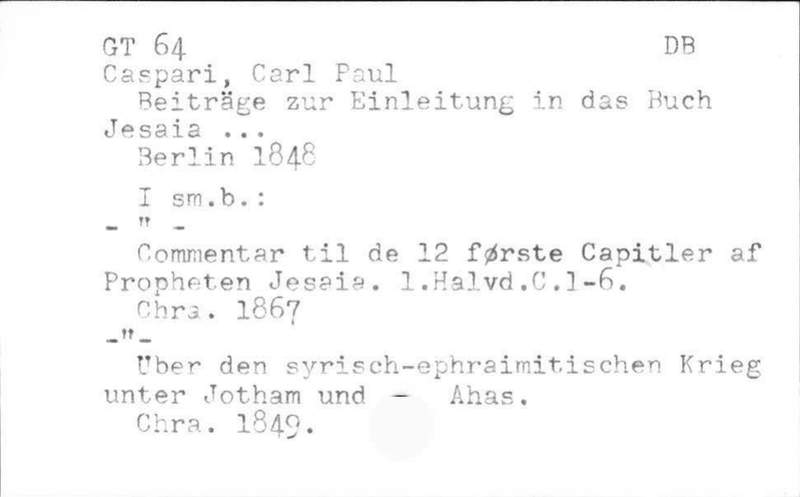 GT 64 DB
Caspari, Carl Paul
Beiträge zur Einleitung in das Buch
Jesaia ...
Berlin 1848
I sm.b.:
- " -
Commentar til de 12 første Capitler af
Propheten Jesaia. 1.Halvd.C.1-6.
Chra. 1867
-"-
Über den syrisch-ephraimitischen Krieg
unter Jotham und - Ahas.
Chra. 1849.